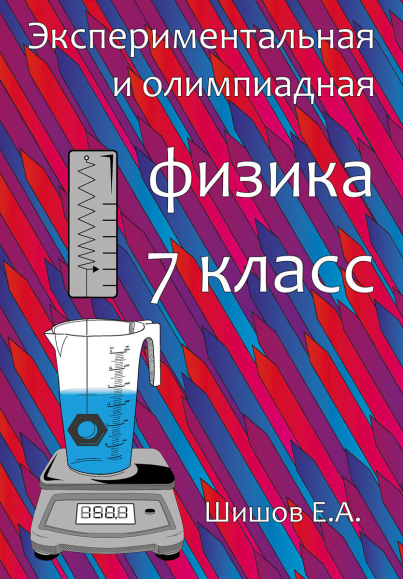 Экспериментальная
и олимпиадная
физика
7 класс
Шишов Е.А.